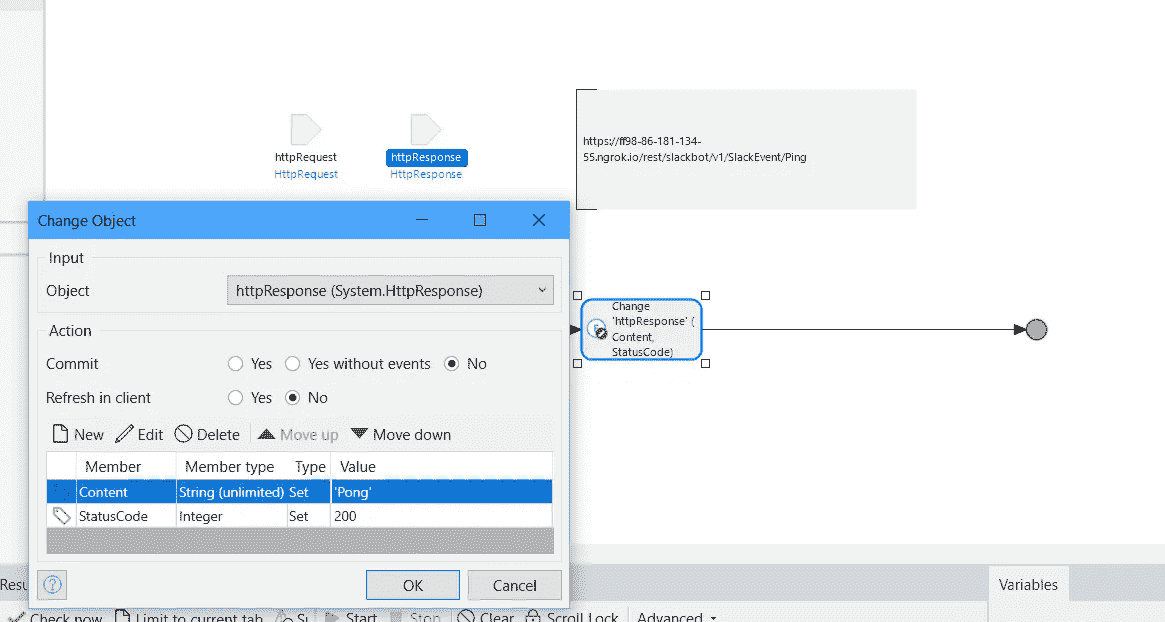 httpRequest
HttpRequest
httpResponse
HttpResponse
https://ff98-86-181-134-
55.ngrok.io/rest/slackbot/v1/SlackEvent/Ping
Change Object
Input
Object
httpResponse (System.HttpResponse)
Action
Commit
Yes
Yes without events
No
Refresh in client
Yes
No
New
Edit
Delete
Move up
Move down
Member
Member type
Type
Value
Content
String (unlimited)
Set
'Pong'
StatusCode
Integer
Set
200
OK
Cancel
Change
'httpResponse' (
Content,
StatusCode)
Variables
Check now
Limit to current tab
Start
Stop
Clear
Scroll Lock
Advanced